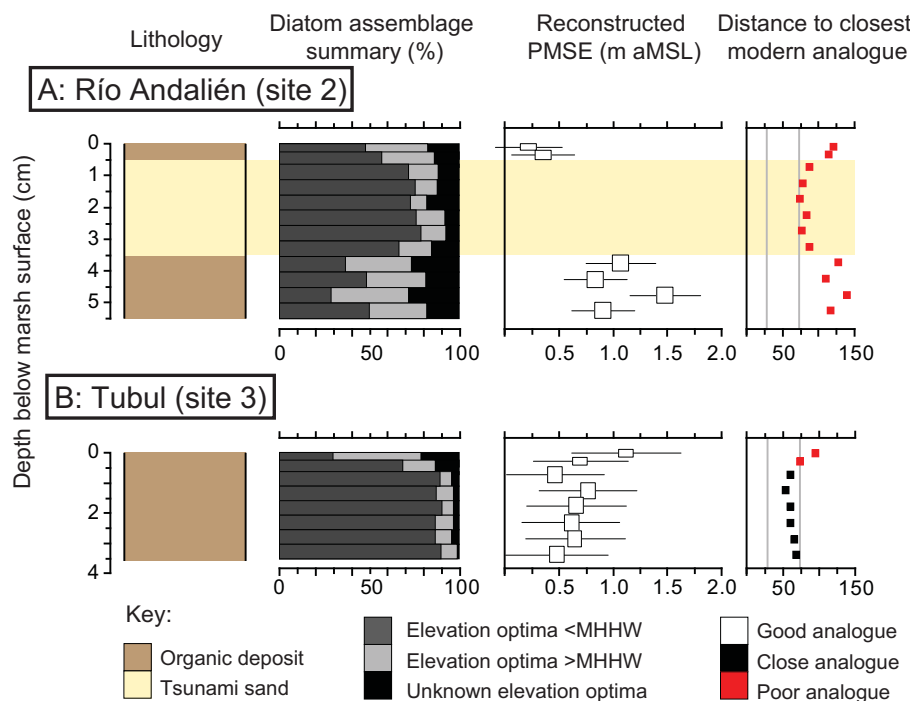 Lithology
Diatom assemblage
summary (%)
Reconstructed
PMSE (m aMSL)
Distance to closest
modern analogue
A: Río Andalién (site 2)
Depth below marsh surface (cm)
0
1
2
3
4
5
0 50 100
0.5 1.0 1.5 2.0
50 150
B: Tubul (site 3)
0
2
4
0 50 100
0.5 1.0 1.5 2.0
50 150
Key:
Organic deposit
Tsunami sand
Elevation optima <MHHW
Elevation optima >MHHW
Unknown elevation optima
Good analogue
Close analogue
Poor analogue